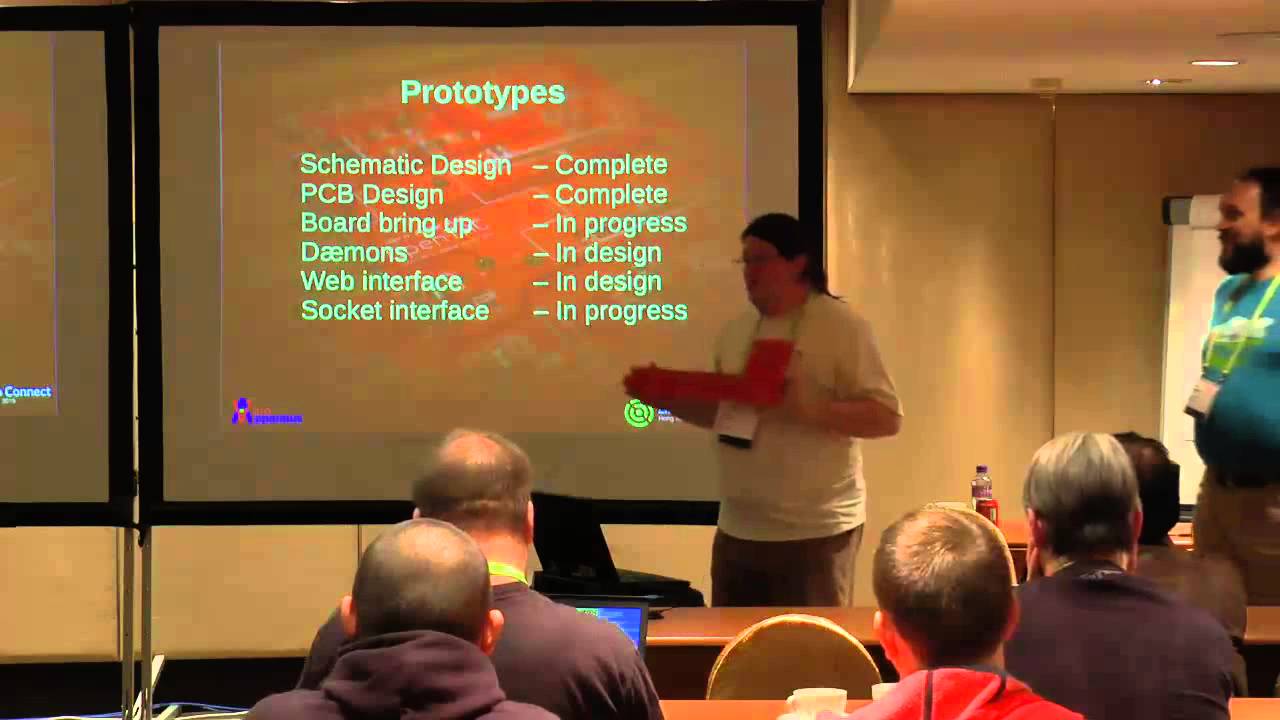 Prototypes
Schematic Design – Complete
PCB Design – Complete
Board bring up – In progress
Dæmons – In design
Web interface – In design
Socket interface – In progress
Connect